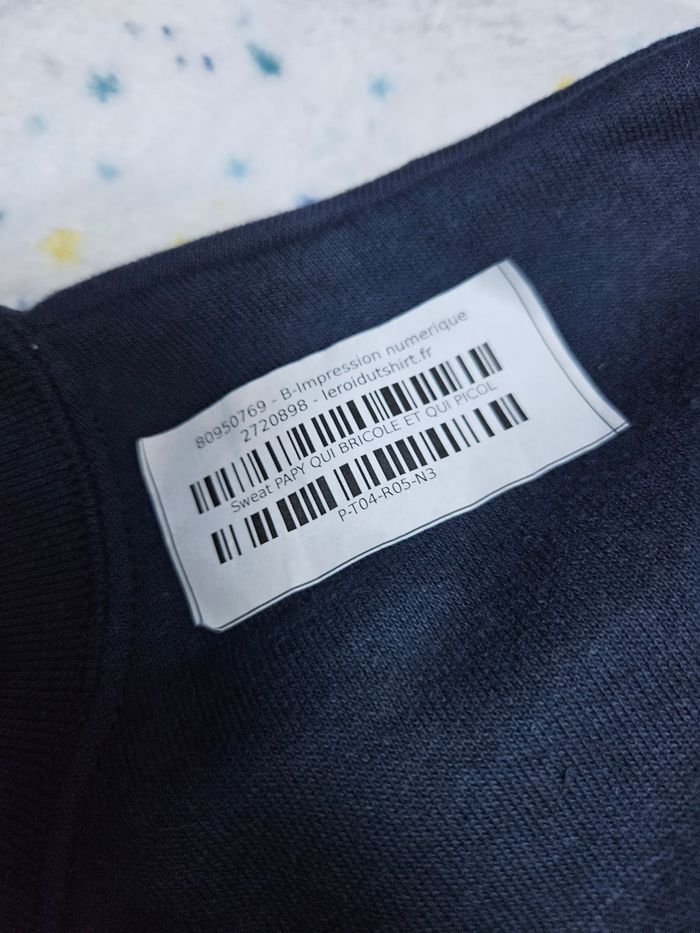 80950769 - B-Impression numerique
2720898 - leroidutshirt.fr
Sweat PAPY QUI BRICOLE ET QUI PICOL
P-T04-R05-N3